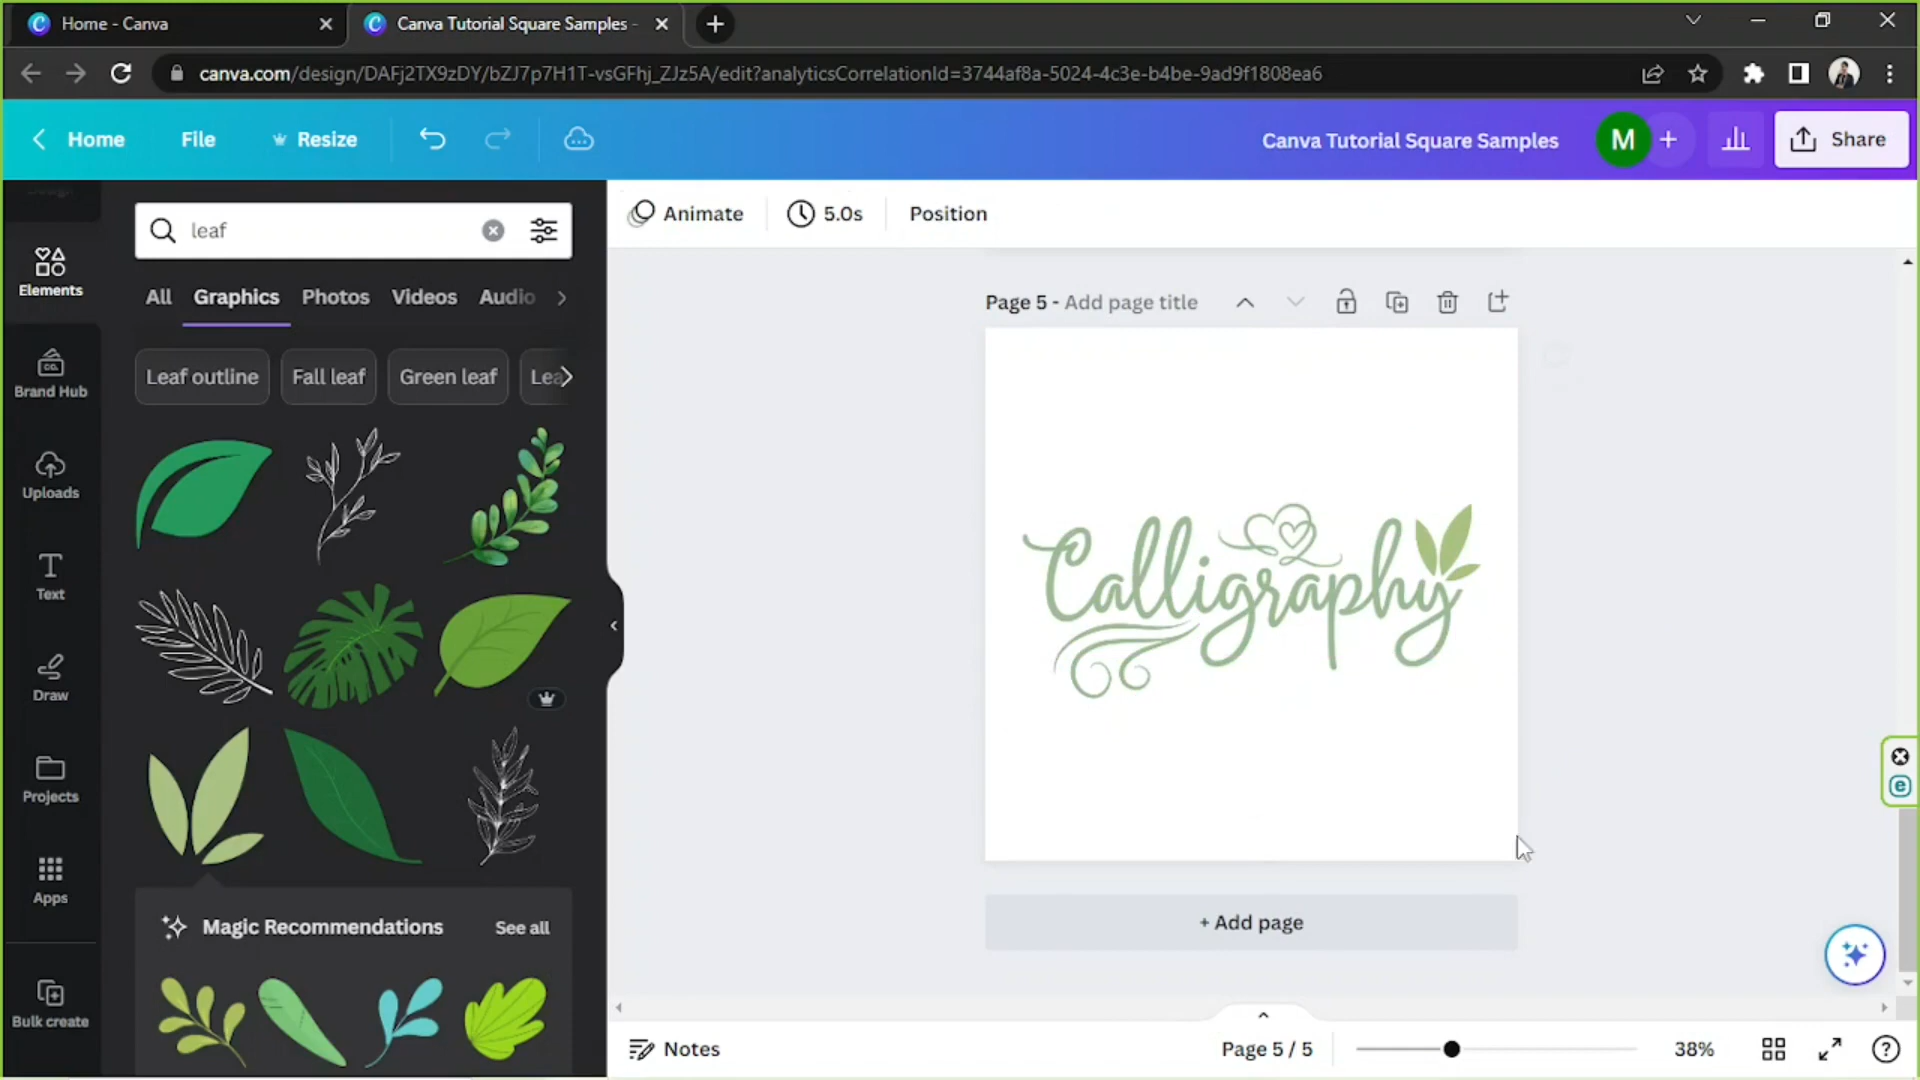 Home - Canva
Canva Tutorial Square Samples -
canva.com/design/DAFj2TX9zDY/bZJ7p7H1T-vsGFhj_ZJz5A/edit?analyticsCorrelationId=3744af8a-5024-4c3e-b4be-9ad9f1808ea6
Home
File
Resize
Canva Tutorial Square Samples
M
Share
Elements
Brand Hub
Uploads
Text
Draw
Projects
Apps
Bulk create
leaf
All
Graphics
Photos
Videos
Audio
Leaf outline
Fall leaf
Green leaf
Lea
Magic Recommendations
See all
Animate
5.0s
Position
Page 5 - Add page title
Calligraphy
+ Add page
Notes
Page 5 / 5
38%